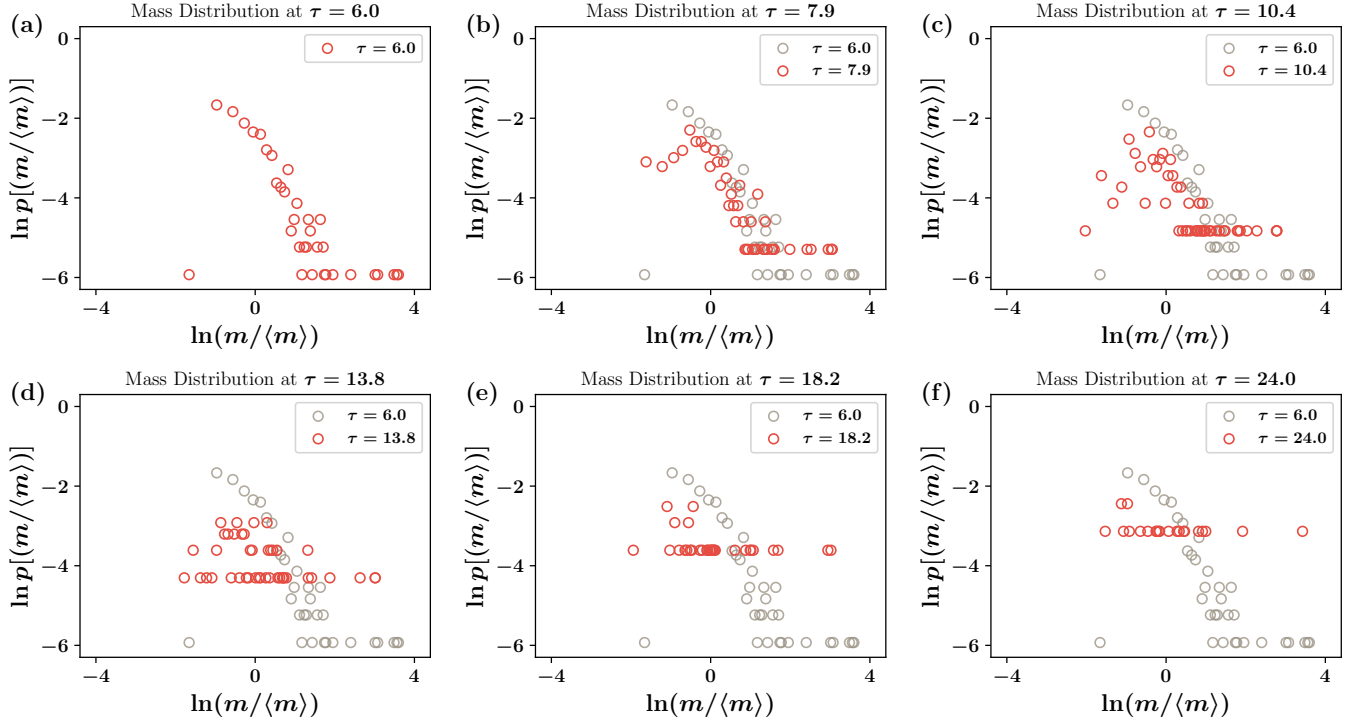 (a)
Mass Distribution at τ = 6.0
0
−2
−4
−6
ln p[(m/⟨m⟩)]
τ = 6.0
−4 0 4
ln(m/⟨m⟩)
(b)
Mass Distribution at τ = 7.9
0
−2
−4
−6
ln p[(m/⟨m⟩)]
τ = 6.0
τ = 7.9
−4 0 4
ln(m/⟨m⟩)
(c)
Mass Distribution at τ = 10.4
0
−2
−4
−6
ln p[(m/⟨m⟩)]
τ = 6.0
τ = 10.4
−4 0 4
ln(m/⟨m⟩)
(d)
Mass Distribution at τ = 13.8
0
−2
−4
−6
ln p[(m/⟨m⟩)]
τ = 6.0
τ = 13.8
−4 0 4
ln(m/⟨m⟩)
(e)
Mass Distribution at τ = 18.2
0
−2
−4
−6
ln p[(m/⟨m⟩)]
τ = 6.0
τ = 18.2
−4 0 4
ln(m/⟨m⟩)
(f)
Mass Distribution at τ = 24.0
0
−2
−4
−6
ln p[(m/⟨m⟩)]
τ = 6.0
τ = 24.0
−4 0 4
ln(m/⟨m⟩)